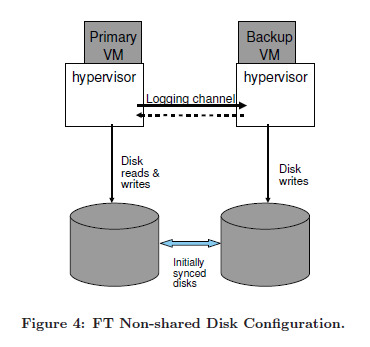 Primary
VM
Backup
VM
hypervisor
hypervisor
Logging channel
Disk
reads &
writes
Disk
writes
Initially
synced
disks
Figure 4: FT Non-shared Disk Configuration.